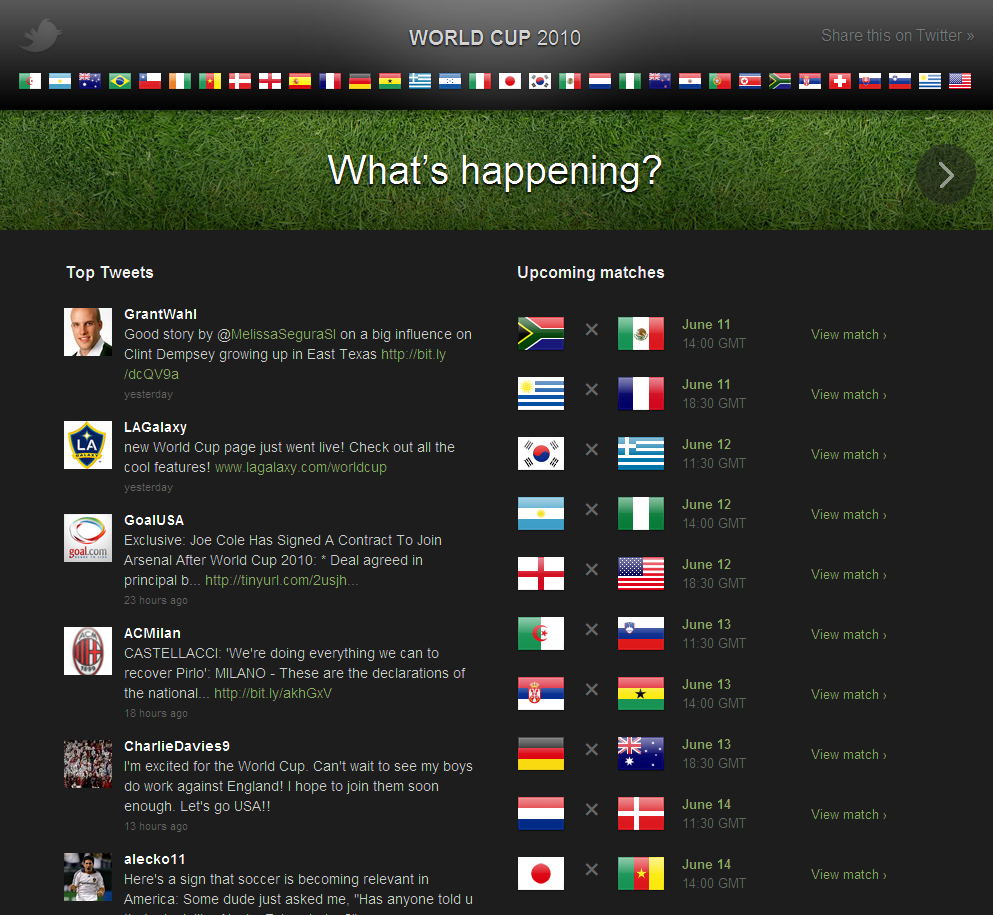 WORLD CUP 2010
Share this on Twitter »
What's happening?
Top Tweets
GrantWahl
Good story by @MelissaSeguraSI on a big influence on
Clint Dempsey growing up in East Texas http://bit.ly
/dcQV9a
yesterday
LA
LAGalaxy
new World Cup page just went live! Check out all the
cool features! www.lagalaxy.com/worldcup
yesterday
goal.com
GoalUSA
Exclusive: Joe Cole Has Signed A Contract To Join
Arsenal After World Cup 2010: * Deal agreed in
principal b... http://tinyurl.com/2usjh...
23 hours ago
ACM
1899
ACMilan
CASTELLACCI: 'We're doing everything we can to
recover Pirlo': MILANO - These are the declarations of
the national... http://bit.ly/akhGxV
18 hours ago
CharlieDavies9
I'm excited for the World Cup. Can't wait to see my boys
do work against England! I hope to join them soon
enough. Let's go USA!!
13 hours ago
alecko11
Here's a sign that soccer is becoming relevant in
America: Some dude just asked me, "Has anyone told u
Upcoming matches
June 11
14:00 GMT
View match ›
June 11
18:30 GMT
View match ›
June 12
11:30 GMT
View match ›
June 12
14:00 GMT
View match ›
June 12
18:30 GMT
View match ›
June 13
11:30 GMT
View match ›
June 13
14:00 GMT
View match ›
June 13
18:30 GMT
View match ›
June 14
11:30 GMT
View match ›
June 14
14:00 GMT
View match ›